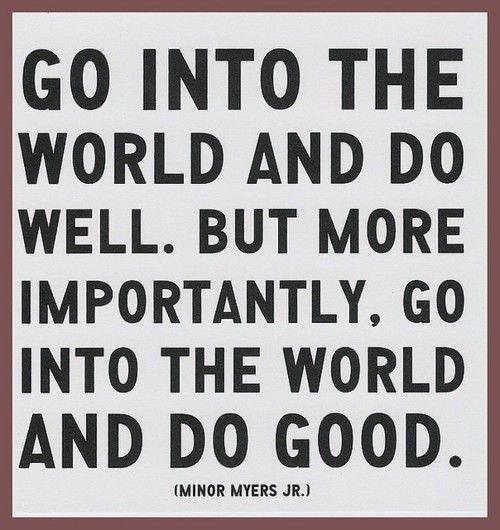 GO INTO THE
WORLD AND DO
WELL. BUT MORE
IMPORTANTLY, GO
INTO THE WORLD
AND DO GOOD.
(MINOR MYERS JR.)